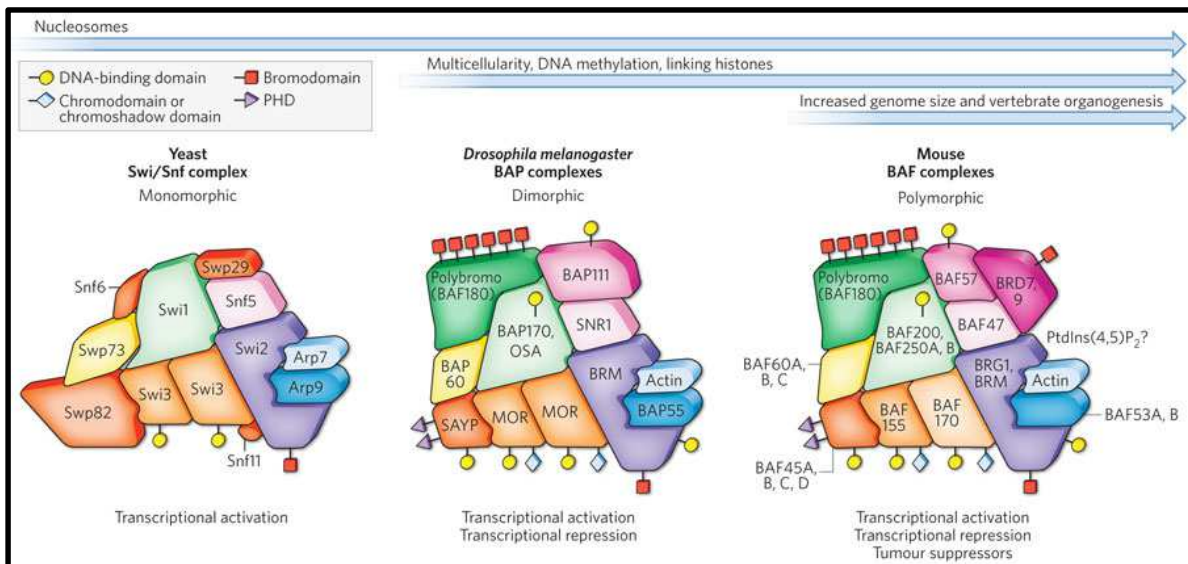 Nucleosomes
Multicellularity, DNA methylation, linking histones
Increased genome size and vertebrate organogenesis
DNA-binding domain
Bromodomain
Chromodomain or
chromoshadow domain
PHD
Yeast
Swi/Snf complex
Monomorphic
Swp29
Snf6
Swi1
Snf5
Swp73
Swi2
Arp7
Arp9
Swp82
Swi3
Swi3
Snf11
Transcriptional activation
Drosophila melanogaster
BAP complexes
Dimorphic
Polybromo
(BAF180)
BAP111
BAP170,
OSA
SNR1
BAP
60
BRM
Actin
BAP55
SAYP
MOR
MOR
Transcriptional activation
Transcriptional repression
Mouse
BAF complexes
Polymorphic
Polybromo
(BAF180)
BAF57
BRD7,
9
BAF200,
BAF250A, B
BAF47
PtdIns(4,5)P₂?
BAF60A,
B, C
BRG1,
BRM
Actin
BAF53A, B
BAF
155
BAF
170
BAF45A,
B, C, D
Transcriptional activation
Transcriptional repression
Tumour suppressors